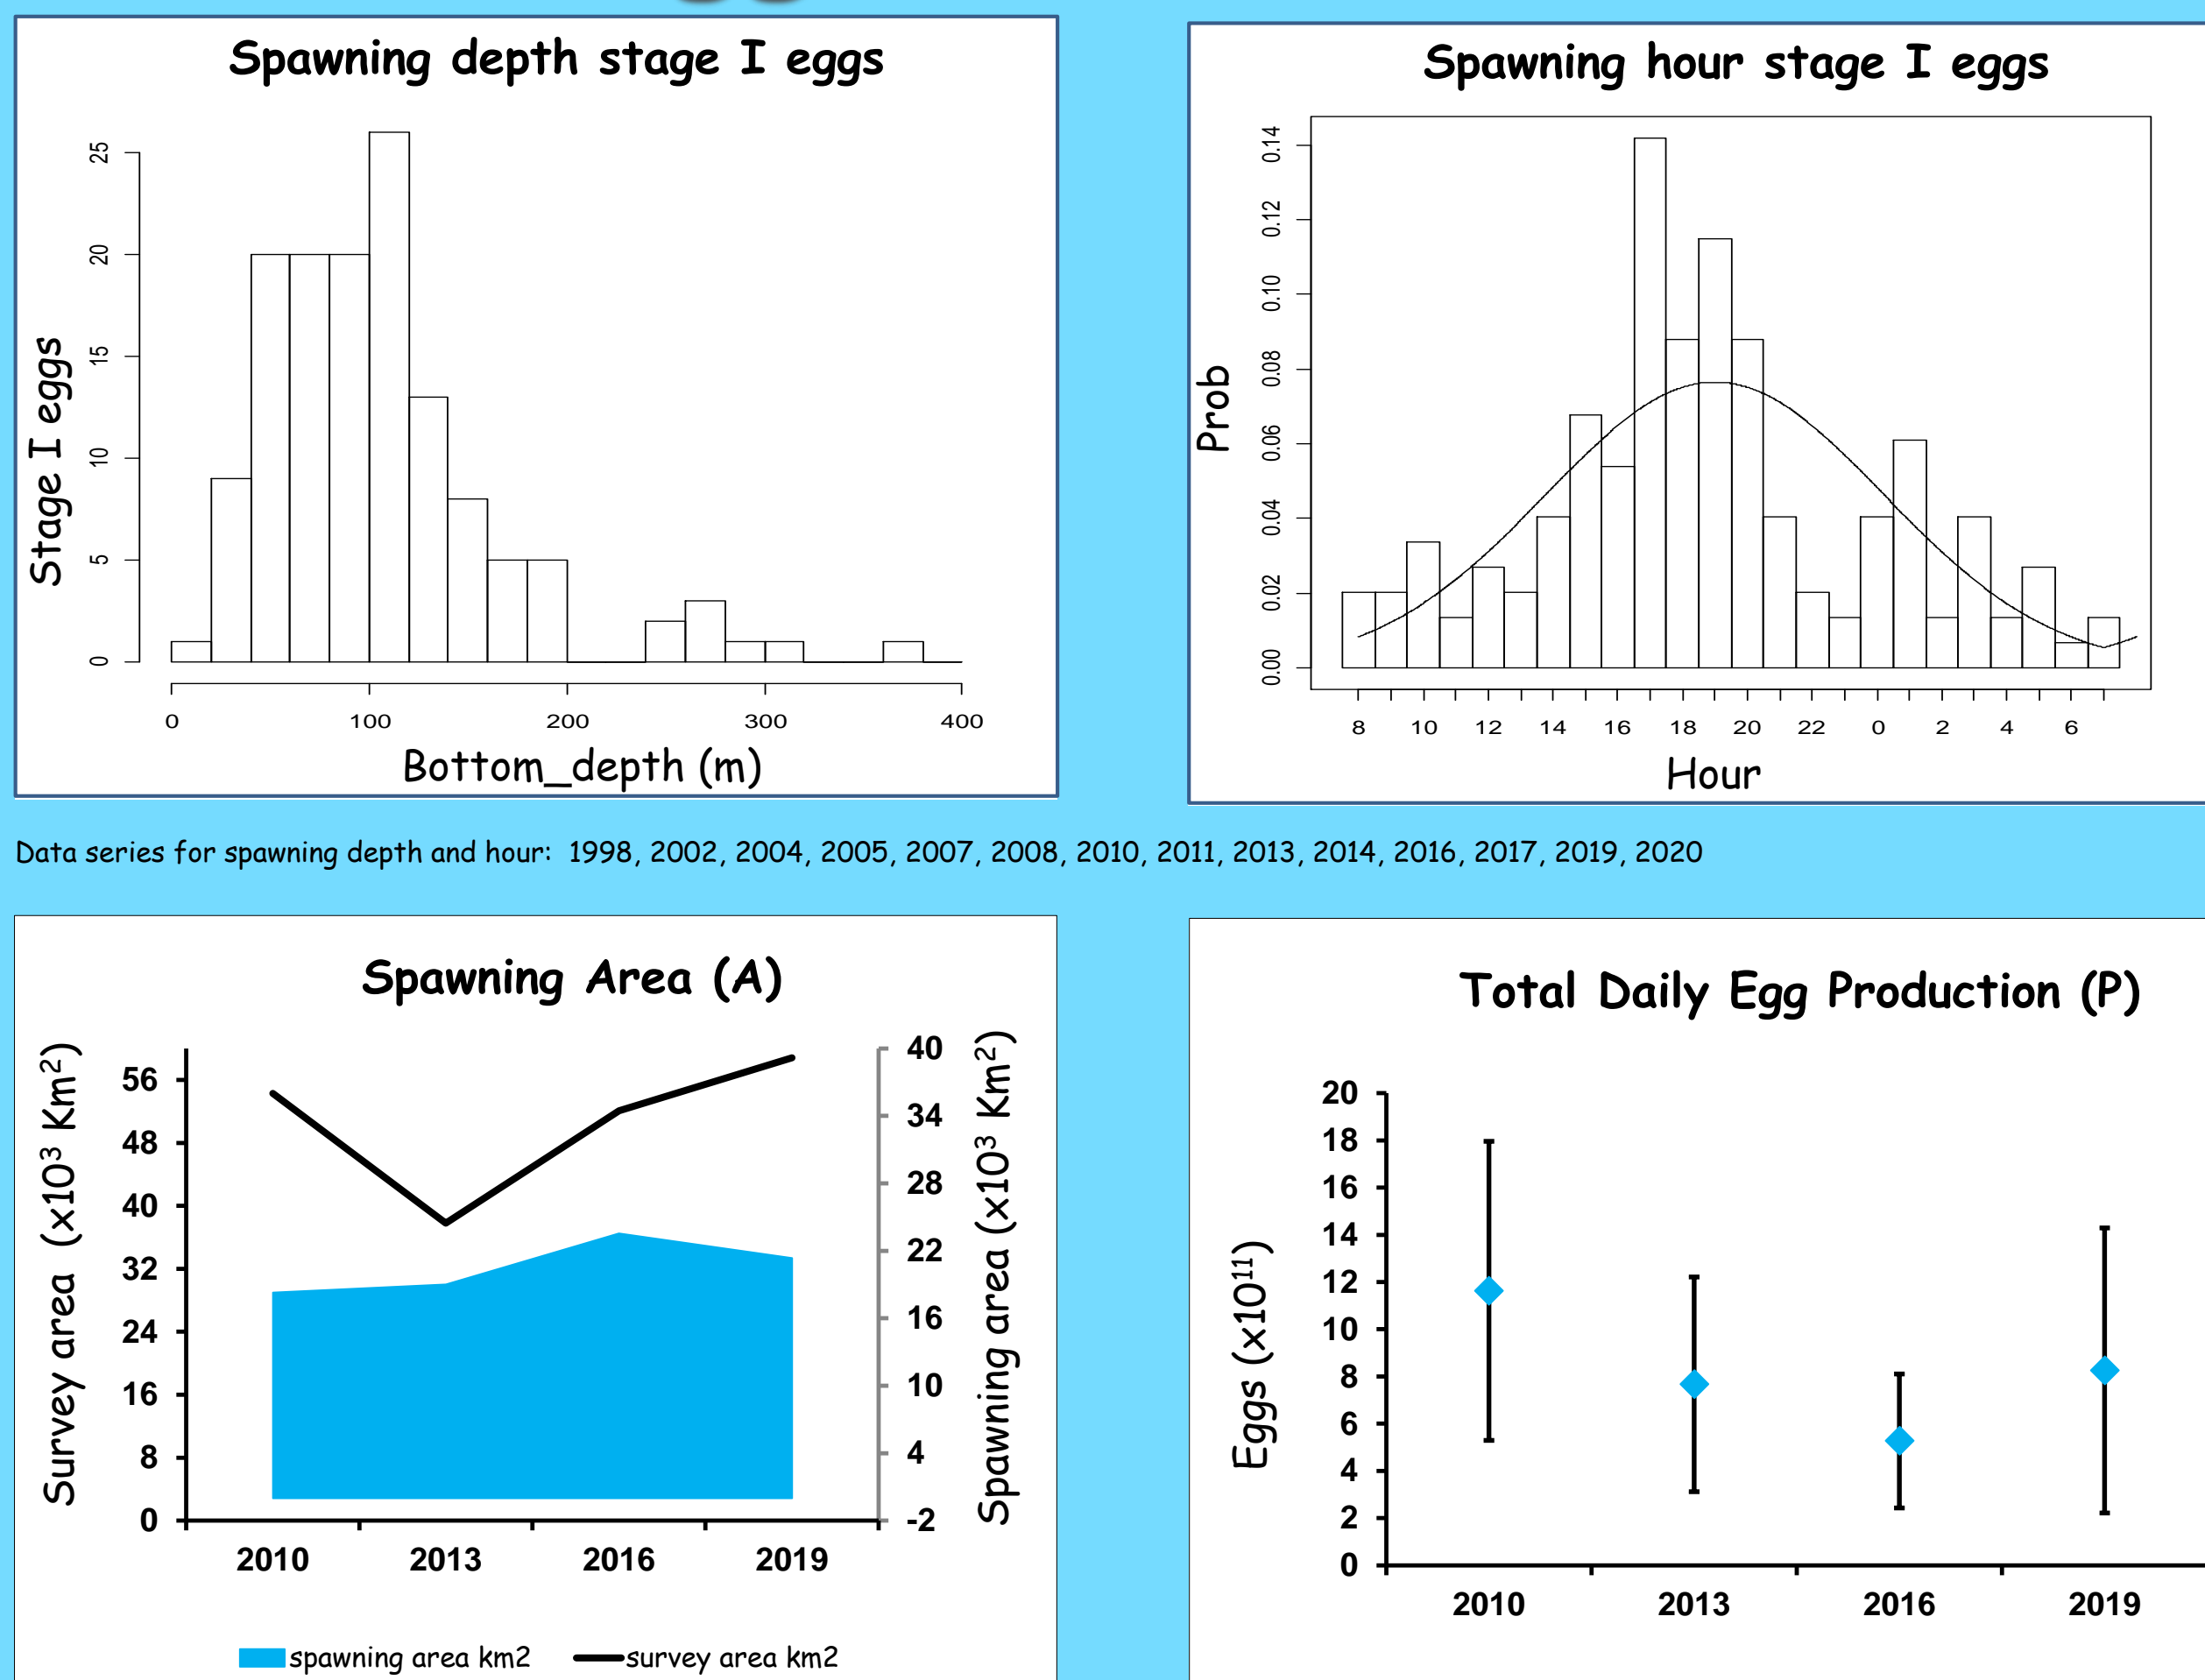 Spawning depth stage I eggs
Stage I eggs
25
20
15
10
5
0
0 100 200 300 400
Bottom_depth (m)
Spawning hour stage I eggs
Prob
0.14
0.12
0.10
0.08
0.06
0.04
0.02
0.00
8 10 12 14 16 18 20 22 0 2 4 6
Hour
Data series for spawning depth and hour: 1998, 2002, 2004, 2005, 2007, 2008, 2010, 2011, 2013, 2014, 2016, 2017, 2019, 2020
Spawning Area (A)
Survey area (x10³ Km²)
56
48
40
32
24
16
8
0
40
34
28
22
16
10
4
-2
Spawning area (x10³ Km²)
2010 2013 2016 2019
spawning area km2 survey area km2
Total Daily Egg Production (P)
Eggs (x10¹¹)
20
18
16
14
12
10
8
6
4
2
0
2010 2013 2016 2019